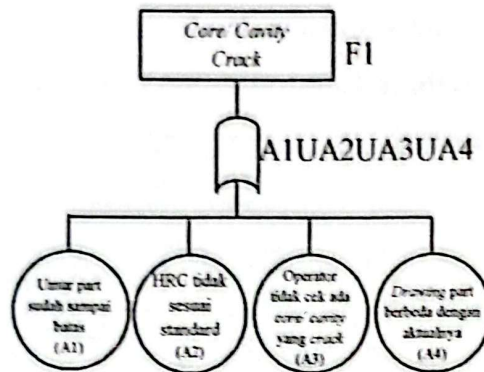 Core/ Cavity
Crack
F1
A1UA2UA3UA4
Umur part
sudah sampai
batas
(A1)
HRC tidak
sesuai
standard
(A2)
Operator
tidak cek ada
core/ cavity
yang crack
(A3)
Drawing part
berbeda dengan
aktualnya
(A4)